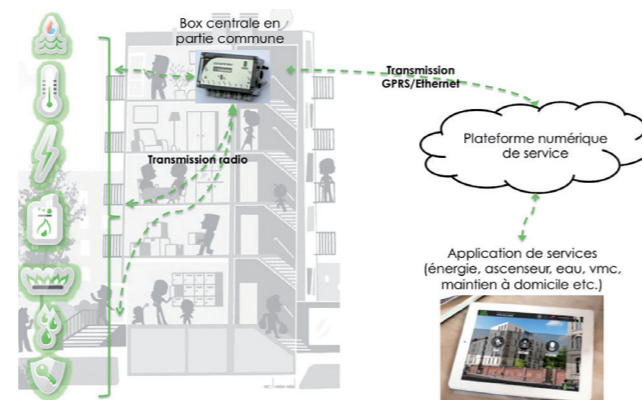 Box centrale en
partie commune
Transmission
GPRS/Ethernet
Plateforme numérique
de service
Transmission radio
Application de services
(énergie, ascenseur, eau, vmc,
maintien à domicile etc.)